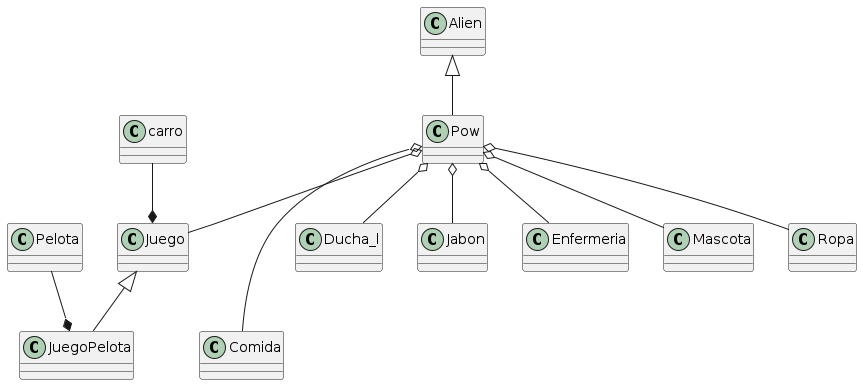 C Alien
C carro
C Pow
C Pelota
C Juego
C Ducha_l
C Jabon
C Enfermeria
C Mascota
C Ropa
C JuegoPelota
C Comida